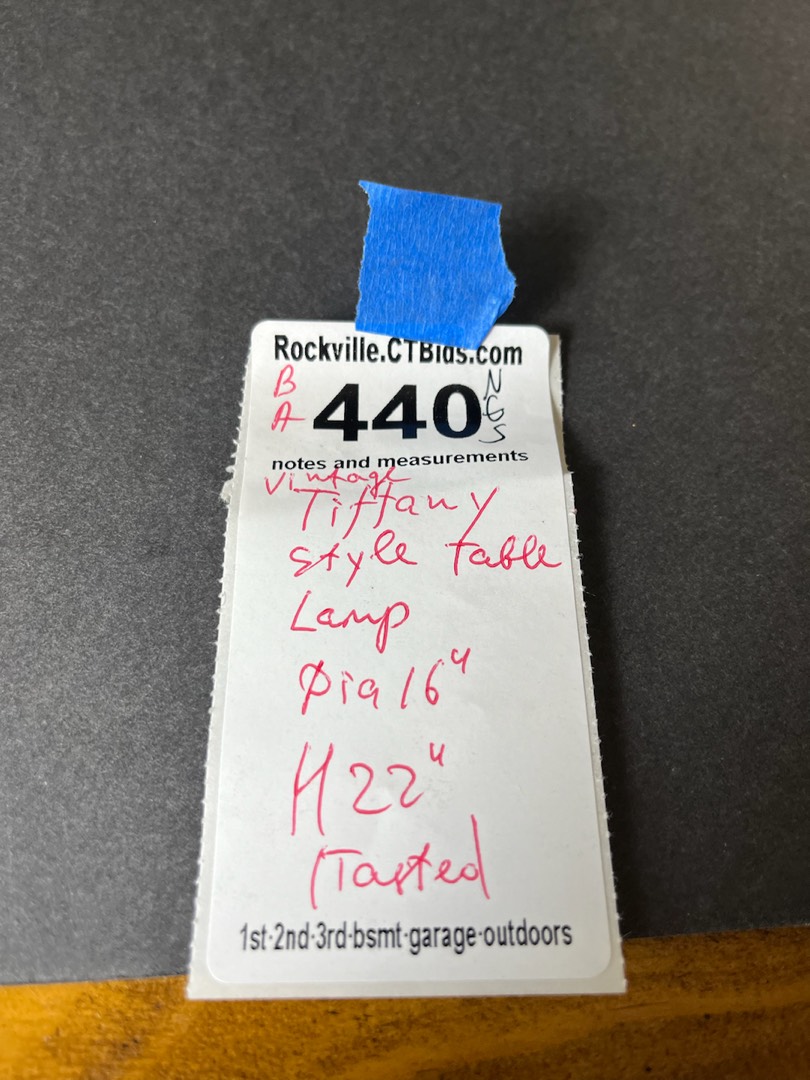 Rockville.CTBids.com
B
A
440
N
G
S
notes and measurements
Vintage
Tiffany
style table
Lamp
Dia 16"
H 22"
Tasted
1st·2nd·3rd·bsmt·garage·outdoors